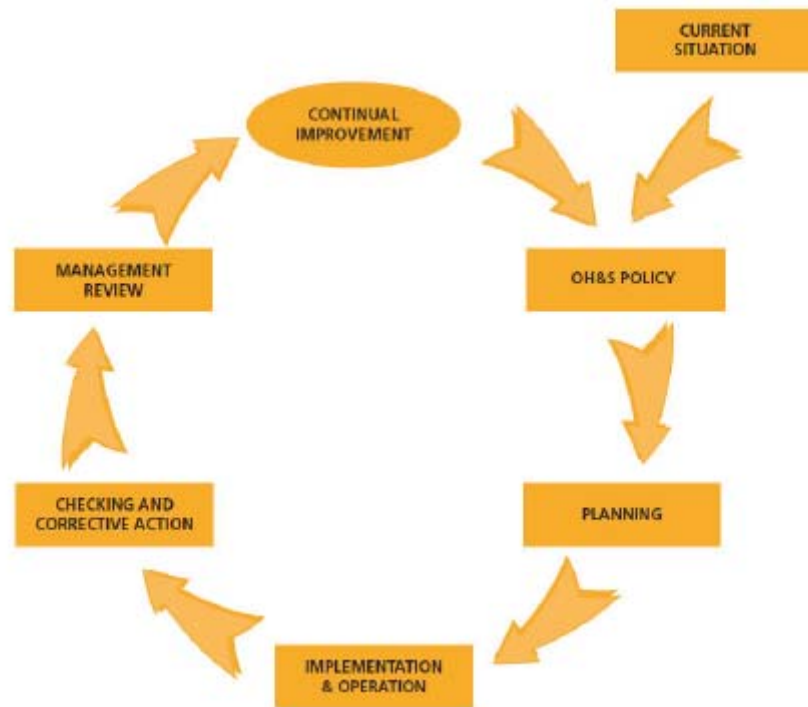 CURRENT
SITUATION
CONTINUAL
IMPROVEMENT
MANAGEMENT
REVIEW
OH&S POLICY
CHECKING AND
CORRECTIVE ACTION
PLANNING
IMPLEMENTATION
& OPERATION